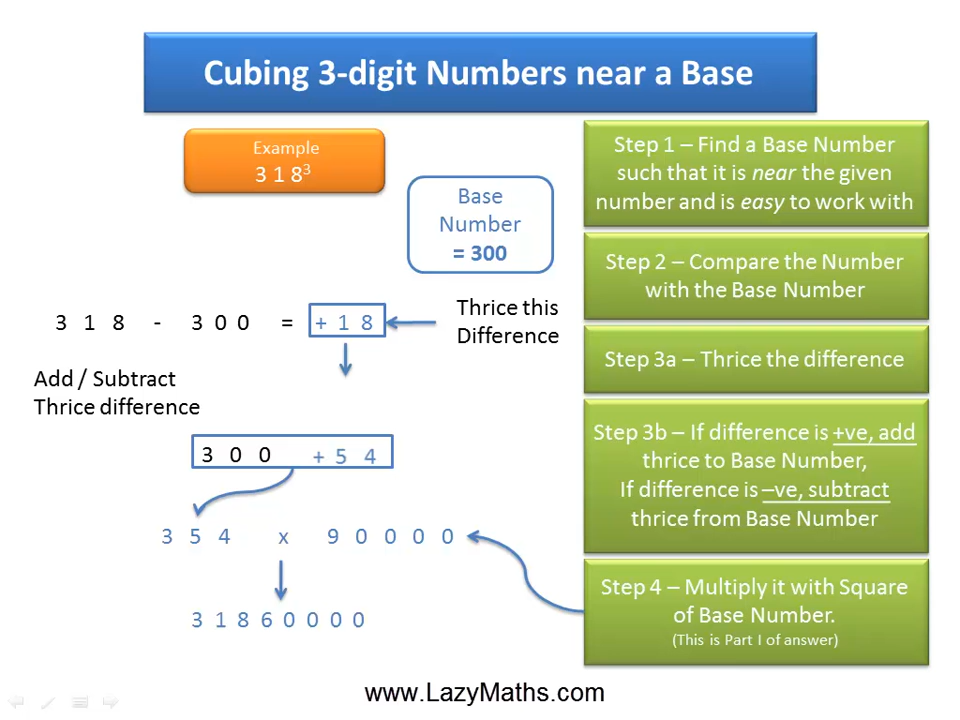 Cubing 3-digit Numbers near a Base
Example
3 1 8³
Base
Number
= 300
3 1 8 - 3 0 0 = + 1 8
Thrice this
Difference
Add / Subtract
Thrice difference
3 0 0 + 5 4
3 5 4 x 9 0 0 0 0
3 1 8 6 0 0 0 0
Step 1 – Find a Base Number
such that it is near the given
number and is easy to work with
Step 2 – Compare the Number
with the Base Number
Step 3a – Thrice the difference
Step 3b – If difference is +ve, add
thrice to Base Number,
If difference is –ve, subtract
thrice from Base Number
Step 4 – Multiply it with Square
of Base Number.
(This is Part I of answer)
www.LazyMaths.com